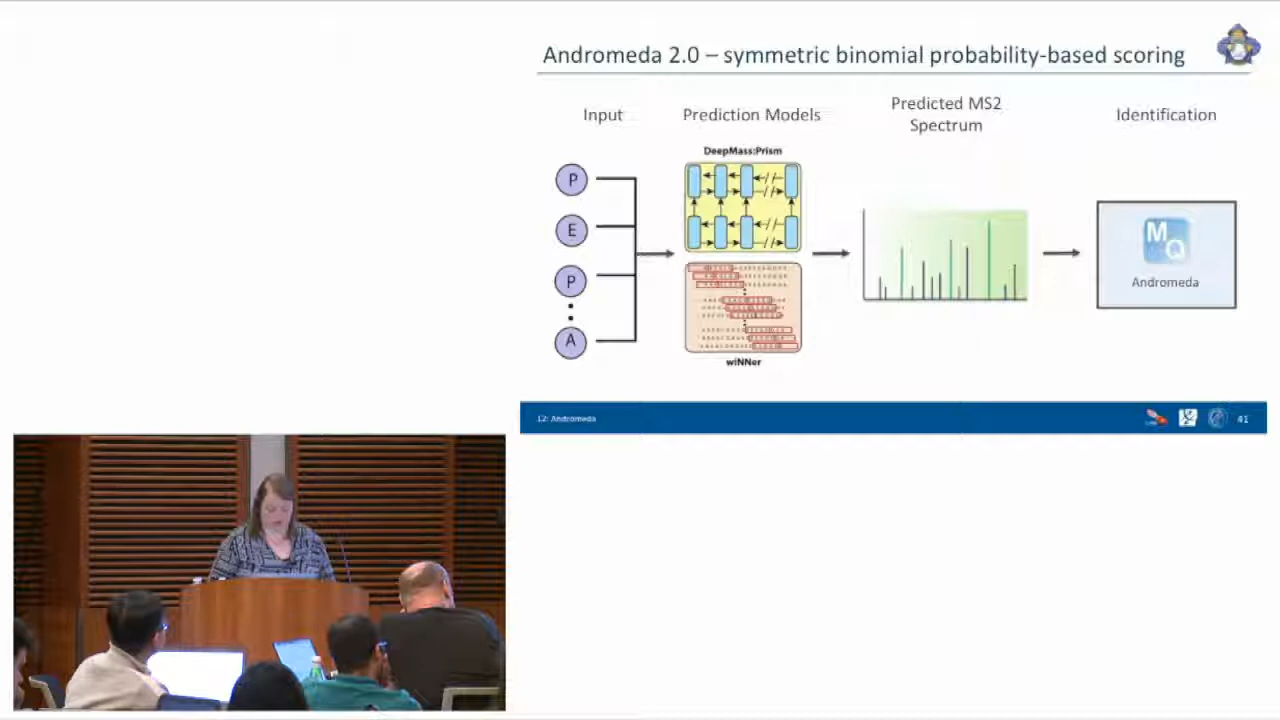 Andromeda 2.0 – symmetric binomial probability-based scoring
Input
Prediction Models
Predicted MS2
Spectrum
Identification
DeepMass:Prism
P
E
P
A
wiNNer
M
Q
Andromeda
12: Andromeda
41